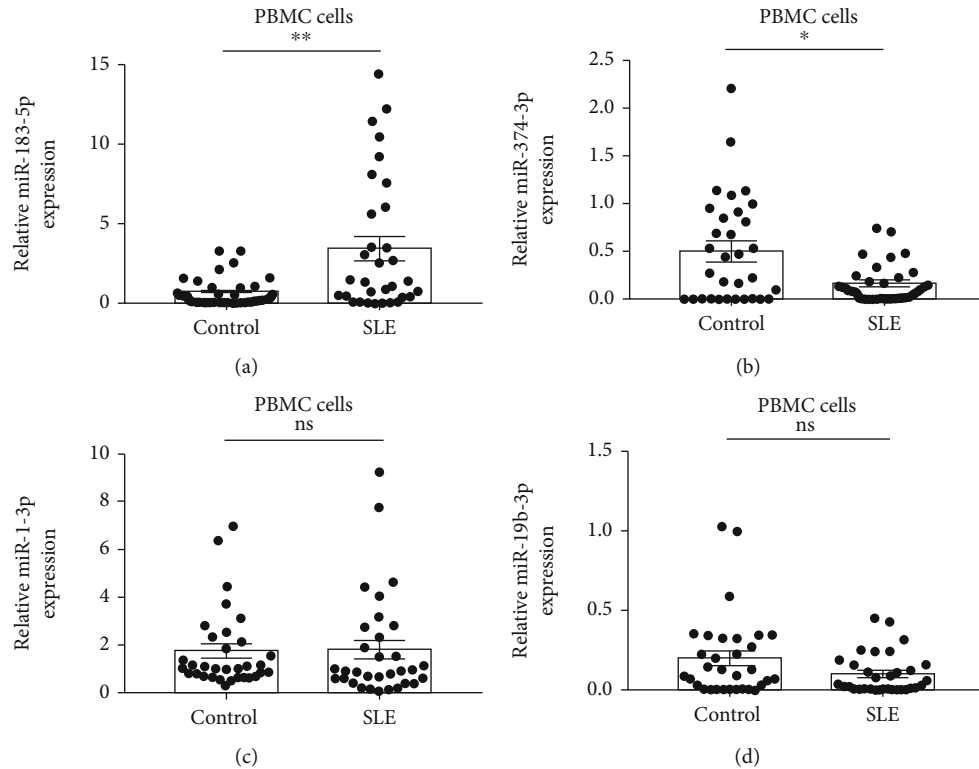 PBMC cells
**
Relative miR-183-5p
expression
15
10
5
0
Control
SLE
(a)
PBMC cells
*
Relative miR-374-3p
expression
2.5
2.0
1.5
1.0
0.5
0.0
Control
SLE
(b)
PBMC cells
ns
Relative miR-1-3p
expression
10
8
6
4
2
0
Control
SLE
(c)
PBMC cells
ns
Relative miR-19b-3p
expression
1.5
1.0
0.5
0.0
Control
SLE
(d)